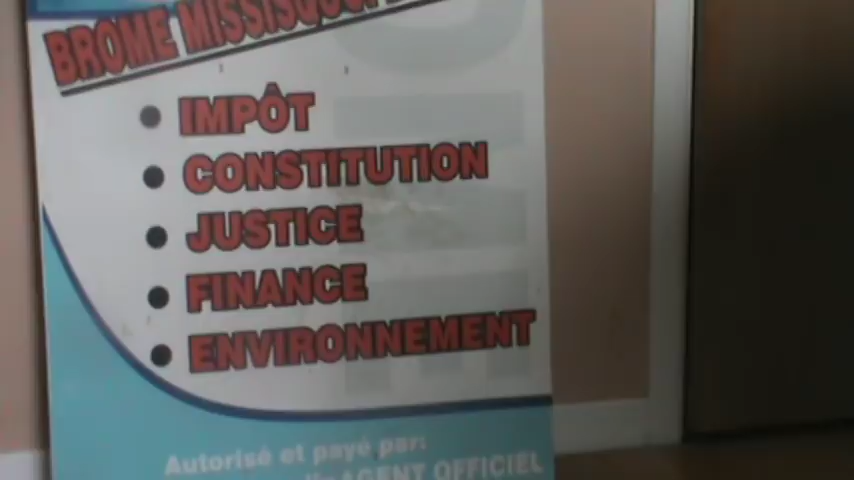 BROME MISSISQUOI
IMPÔT
CONSTITUTION
JUSTICE
FINANCE
ENVIRONNEMENT
Autorisé et payé par:
AGENT OFFICIEL